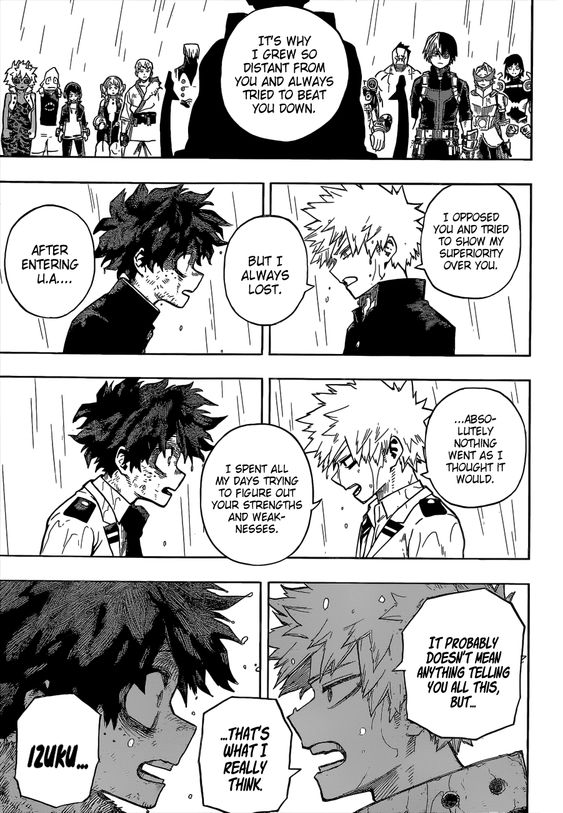 IT'S WHY
I GREW SO
DISTANT FROM
YOU AND ALWAYS
TRIED TO BEAT
YOU DOWN.
I OPPOSED
YOU AND TRIED
TO SHOW MY
SUPERIORITY
OVER YOU.
BUT I
ALWAYS
LOST.
AFTER
ENTERING
U.A....
...ABSO-
LUTELY
NOTHING
WENT AS I
THOUGHT IT
WOULD.
I SPENT ALL
MY DAYS TRYING
TO FIGURE OUT
YOUR STRENGTHS
AND WEAK-
NESSES.
IT PROBABLY
DOESN'T MEAN
ANYTHING TELLING
YOU ALL THIS,
BUT...
...THAT'S
WHAT I
REALLY
THINK.
IZUKU...